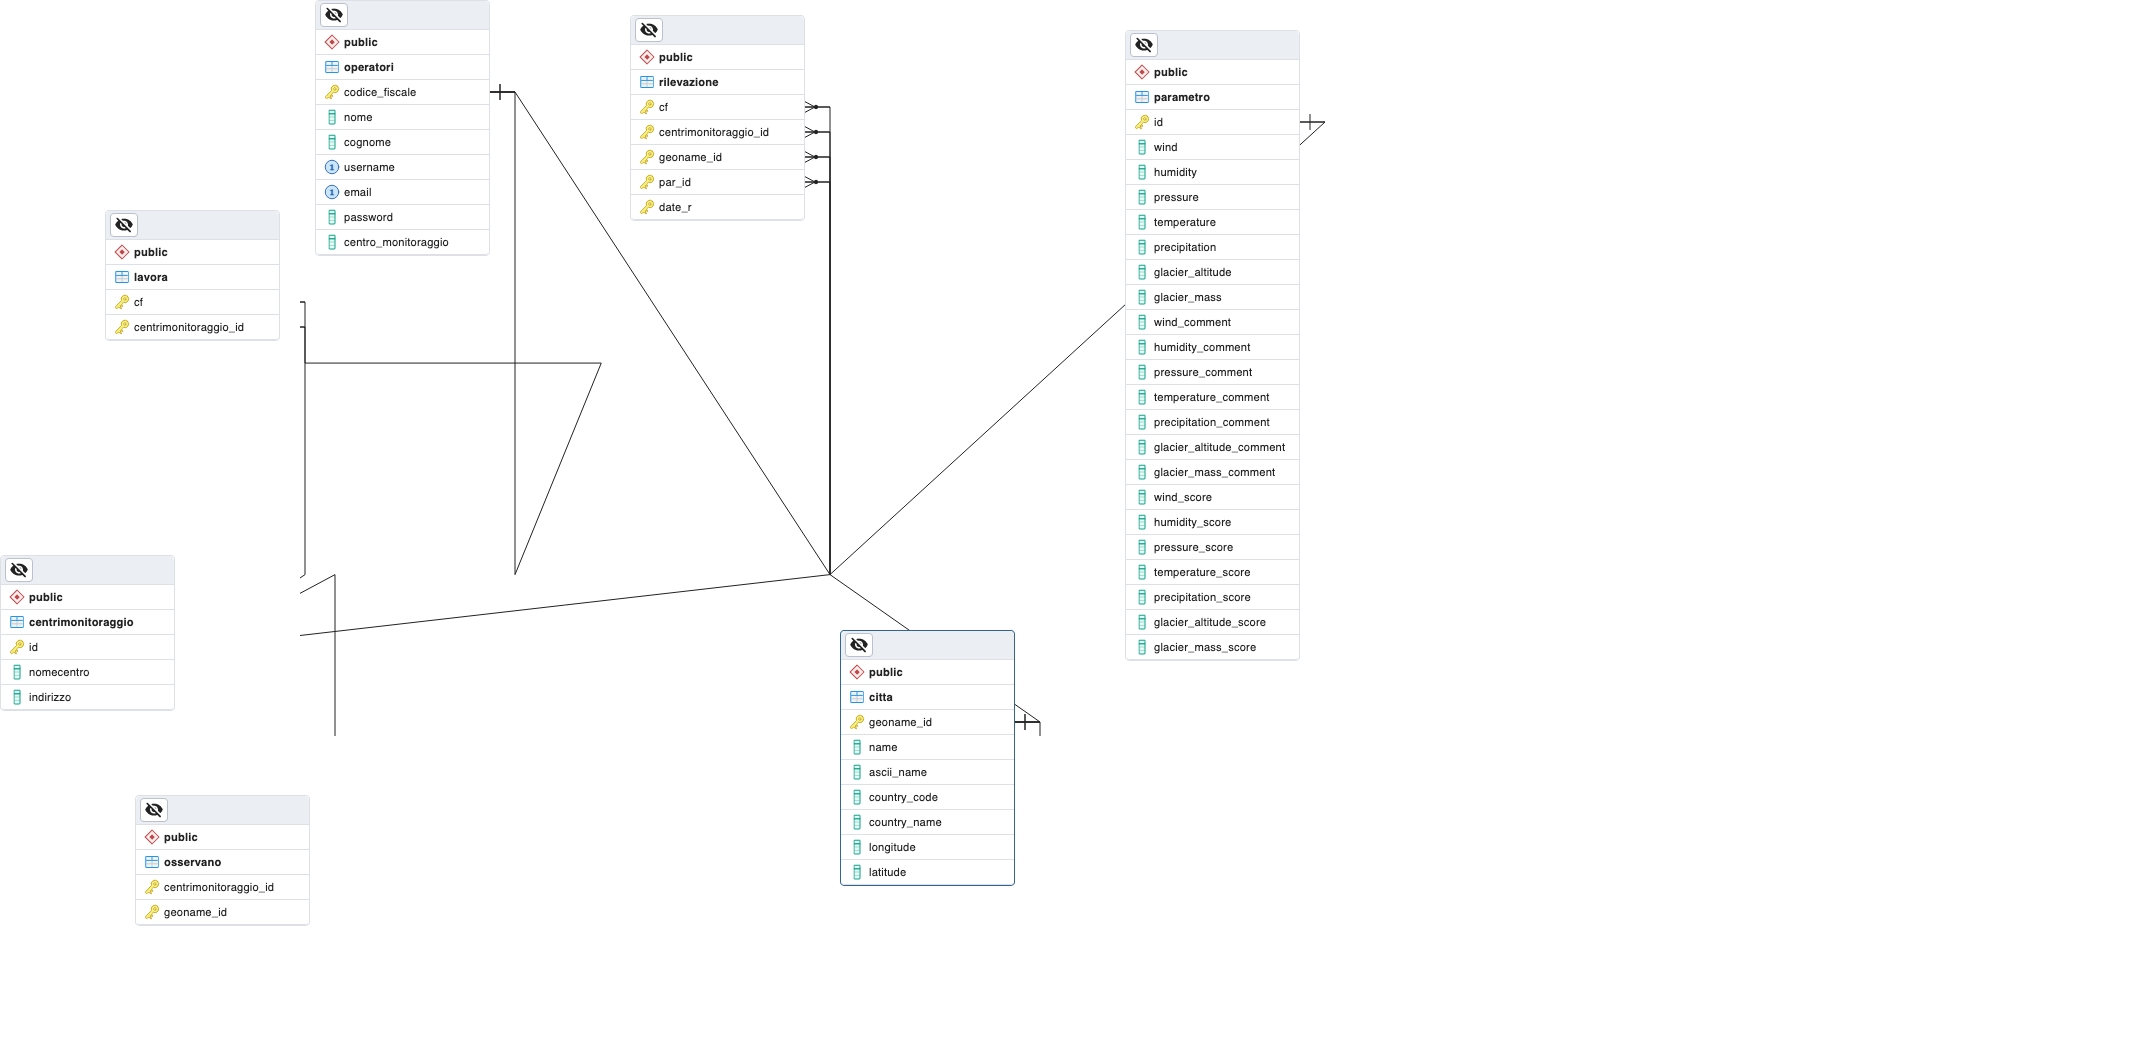 public
operatori
codice_fiscale
nome
cognome
username
email
password
centro_monitoraggio
public
rilevazione
cf
centrimonitoraggio_id
geoname_id
par_id
date_r
public
parametro
id
wind
humidity
pressure
temperature
precipitation
glacier_altitude
glacier_mass
wind_comment
humidity_comment
pressure_comment
temperature_comment
precipitation_comment
glacier_altitude_comment
glacier_mass_comment
wind_score
humidity_score
pressure_score
temperature_score
precipitation_score
glacier_altitude_score
glacier_mass_score
public
lavora
cf
centrimonitoraggio_id
public
centrimonitoraggio
id
nomecentro
indirizzo
public
citta
geoname_id
name
ascii_name
country_code
country_name
longitude
latitude
public
osservano
centrimonitoraggio_id
geoname_id